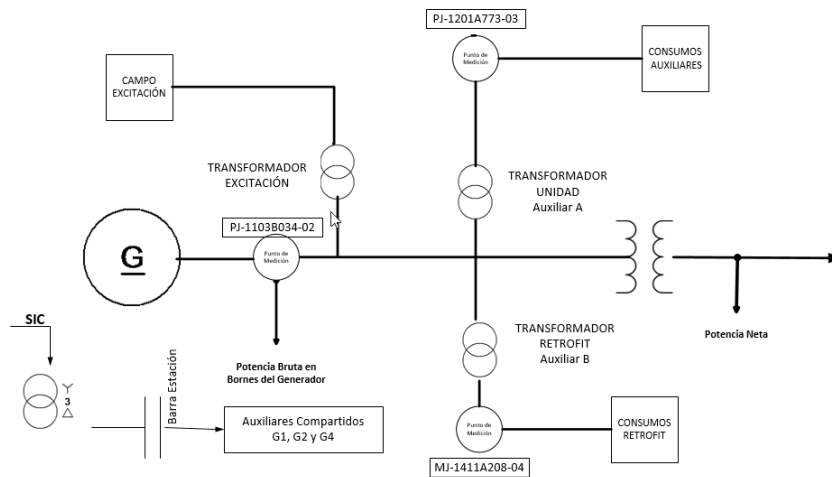 PJ-1201A773-03
Punto de
Medición
CONSUMOS
AUXILIARES
CAMPO
EXCITACIÓN
TRANSFORMADOR
EXCITACIÓN
TRANSFORMADOR
UNIDAD
Auxiliar A
PJ-1103B034-02
Punto de
Medición
G
Potencia Bruta en
Bornes del Generador
TRANSFORMADOR
RETROFIT
Auxiliar B
Potencia Neta
SIC
3
Barra Estación
Auxiliares Compartidos
G1, G2 y G4
Punto de
Medición
CONSUMOS
RETROFIT
MJ-1411A208-04